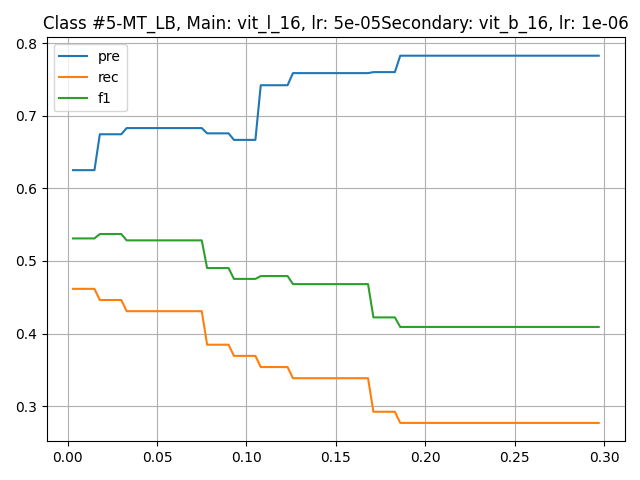 Class #5-MT_LB, Main: vit_l_16, lr: 5e-05Secondary: vit_b_16, lr: 1e-06
pre
rec
f1
0.8
0.7
0.6
0.5
0.4
0.3
0.00 0.05 0.10 0.15 0.20 0.25 0.30